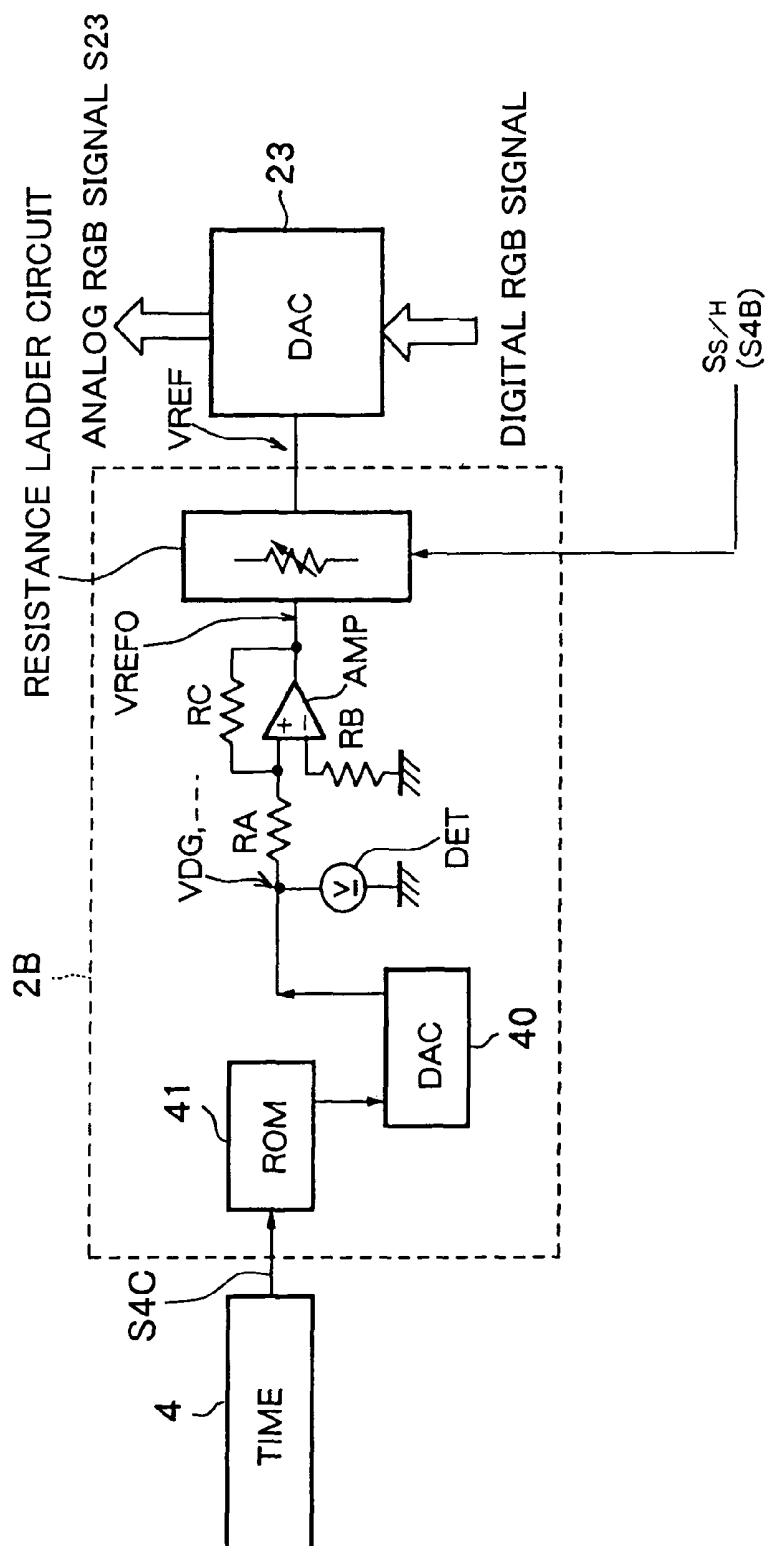 RESISTANCE LADDER CIRCUIT
ANALOG RGB SIGNAL S23
2B
VDG,---
VREF0
VREF
23
41
RC
RA
4
S4C
TIME
ROM
+
−
DAC
AMP
RB
V
DET
DAC
40
DIGITAL RGB SIGNAL
SS/H
(S4B)